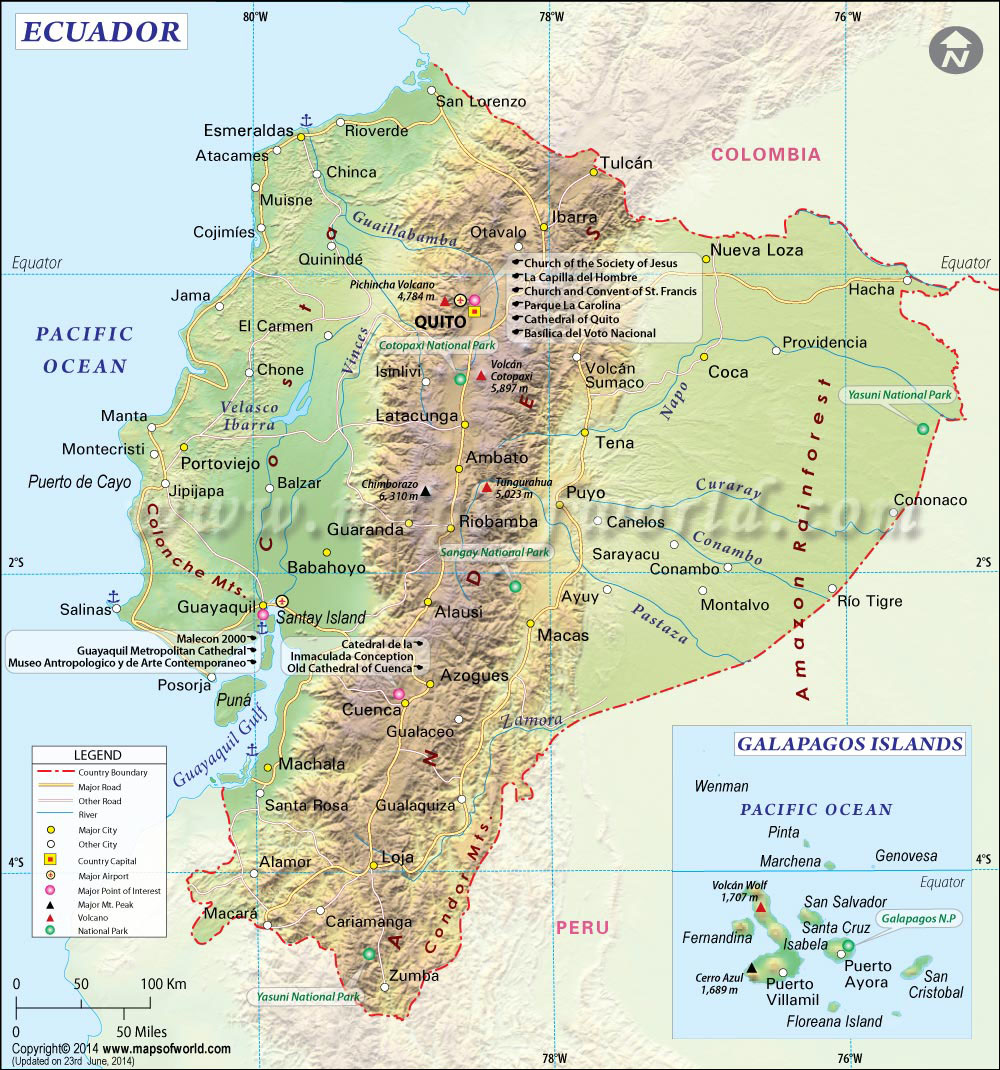 ECUADOR
80°W
78°W
76°W
N
San Lorenzo
Esmeraldas
Rioverde
Atacames
Chinca
Tulcán
COLOMBIA
Muisne
Guaillabamba
Ibarra
Cojimíes
Otavalo
Quinindé
Nueva Loza
Equator
Equator
Church of the Society of Jesus
La Capilla del Hombre
Church and Convent of St. Francis
Parque La Carolina
Cathedral of Quito
Basílica del Voto Nacional
Pichincha Volcano
4,784 m
Hacha
Jama
QUITO
El Carmen
PACIFIC
OCEAN
Vinces
Cotopaxi National Park
Providencia
Isinlivi
Volcán
Cotopaxi
5,897 m
Volcán
Sumaco
Coca
Chone
Napo
Yasuni National Park
Velasco
Ibarra
Manta
Latacunga
Montecristi
Portoviejo
Tena
Ambato
Puerto de Cayo
Jipijapa
Balzar
Chimborazo
6,310 m
Tungurahua
5,023 m
Puyo
Curaray
Cononaco
Guaranda
Riobamba
Canelos
Conambo
Colonche Mts.
Costa
ANDES
Amazon Rainforest
Babahoyo
Sangay National Park
Sarayacu
Conambo
2°S
2°S
Salinas
Guayaquil
Santay Island
Alausi
Ayuy
Montalvo
Río Tigre
Pastaza
Macas
Malecon 2000
Guayaquil Metropolitan Cathedral
Museo Antropologico y de Arte Contemporaneo
Catedral de la
Inmaculada Conception
Old Cathedral of Cuenca
Posorja
Puná
Azogues
Cuenca
Gualaceo
Zamora
Guayaquil Gulf
Machala
Santa Rosa
Gualaquiza
Alamor
Loja
Condor Mts.
Macará
Cariamanga
PERU
Zumba
Yasuni National Park
LEGEND
Country Boundary
Major Road
Other Road
River
Major City
Other City
Country Capital
Major Airport
Major Point of Interest
Major Mt. Peak
Volcano
National Park
GALAPAGOS ISLANDS
Wenman
PACIFIC OCEAN
Pinta
Marchena
Genovesa
4°S
4°S
Equator
Volcán Wolf
1,707 m
San Salvador
Santa Cruz
Galapagos N.P
Fernandina
Isabela
Cerro Azul
1,689 m
Puerto
Villamil
Puerto
Ayora
San
Cristobal
Floreana Island
0 50 100 Km
0 50 Miles
Copyright© 2014 www.mapsofworld.com
(Updated on 23rd June, 2014)
78°W
76°W